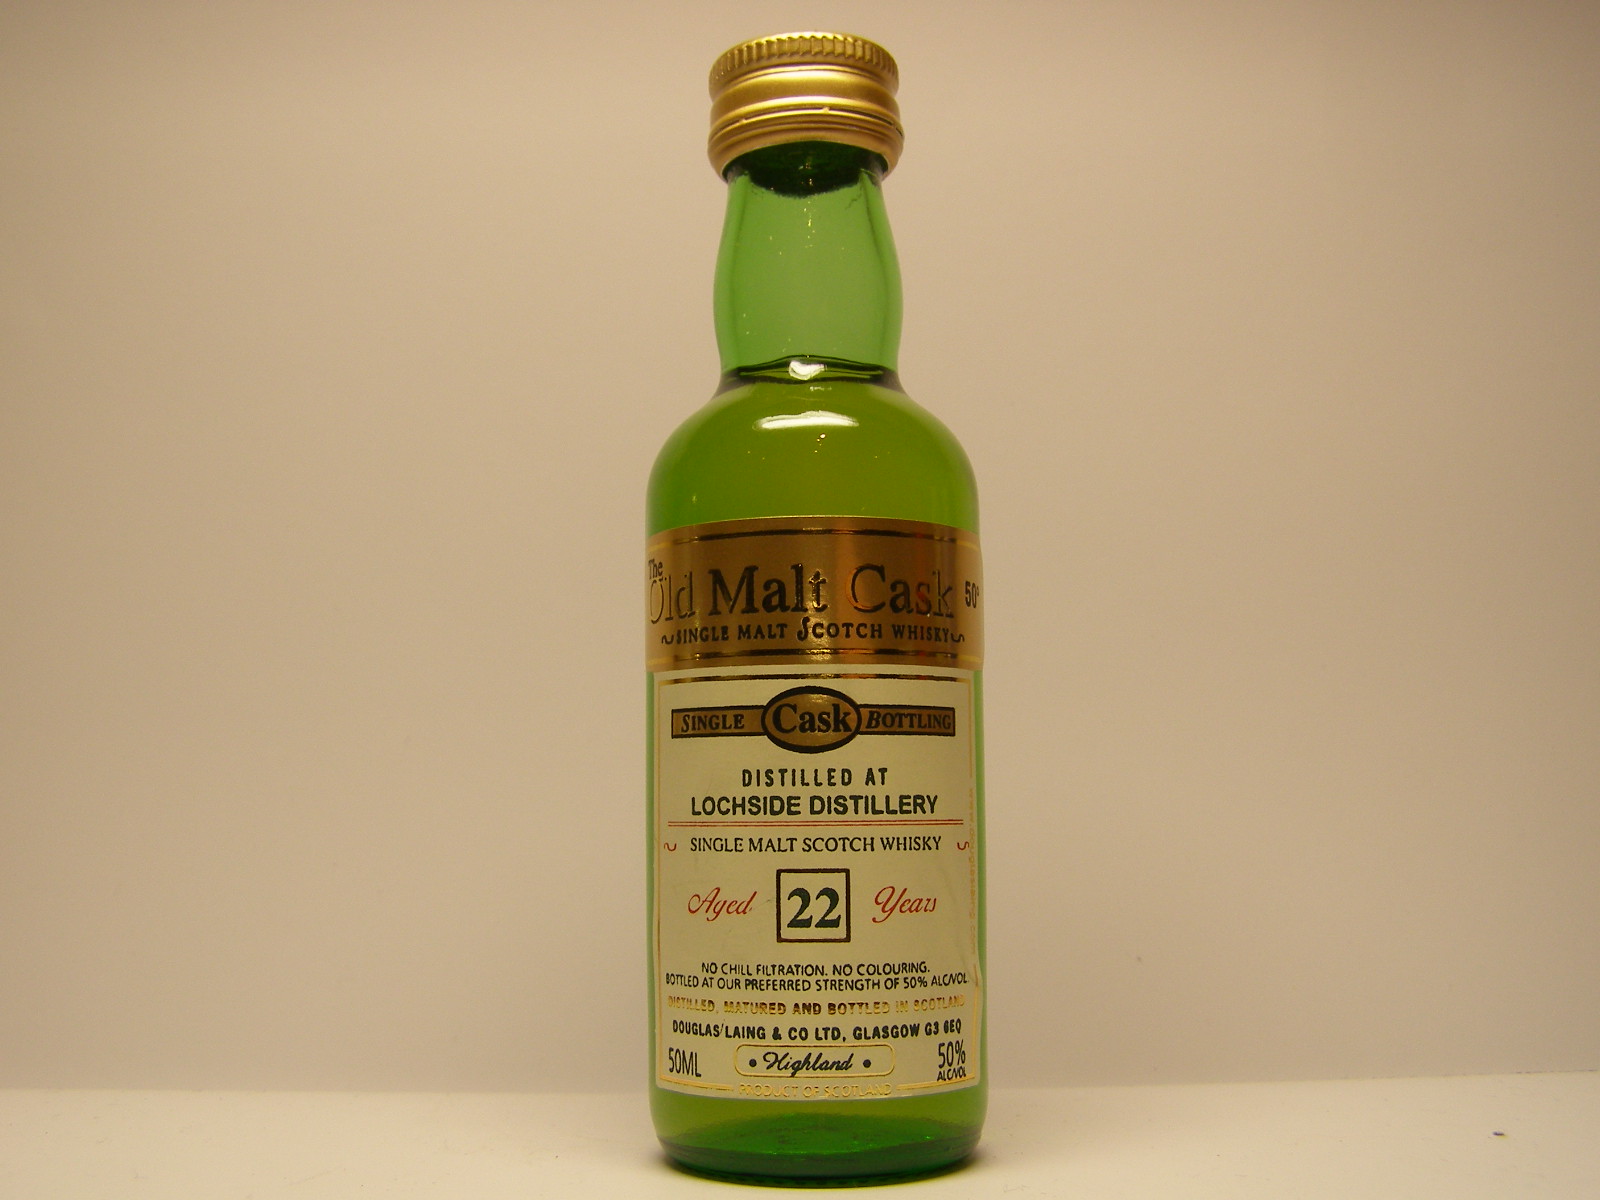 The
Old Malt Cask 50°
SINGLE MALT SCOTCH WHISKY
SINGLE Cask BOTTLING
DISTILLED AT
LOCHSIDE DISTILLERY
SINGLE MALT SCOTCH WHISKY
Aged 22 Years
NO CHILL FILTRATION. NO COLOURING.
BOTTLED AT OUR PREFERRED STRENGTH OF 50% ALC/VOL
DISTILLED, MATURED AND BOTTLED IN SCOTLAND
DOUGLAS LAING & CO LTD, GLASGOW G3 6EQ
50ML • Highland • 50%
ALC/VOL
PRODUCT OF SCOTLAND